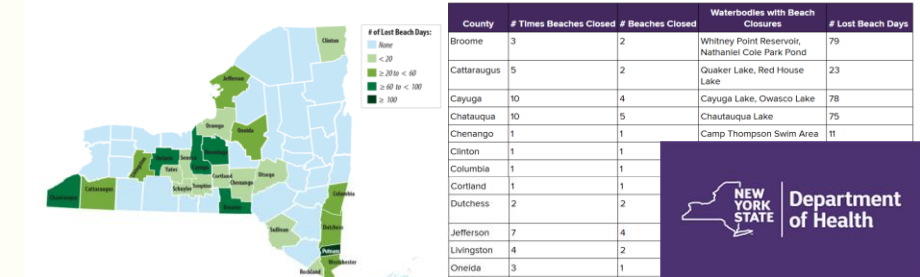 # of Lost Beach Days:
None
< 20
≥ 20 to < 60
≥ 60 to < 100
≥ 100
Clinton
Jefferson
Oswego
Oneida
Seneca
Yates
Cortland
Schuyler
Tompkins
Chenango
Otsego
Cattaraugus
Broome
Columbia
Sullivan
Dutchess
Putnam
Westchester
Rockland
County # Times Beaches Closed # Beaches Closed Waterbodies with Beach Closures # Lost Beach Days
Broome 3 2 Whitney Point Reservoir, 79
Nathaniel Cole Park Pond
Cattaraugus 5 2 Quaker Lake, Red House 23
Lake
Cayuga 10 4 Cayuga Lake, Owasco Lake 78
Chatauqua 10 5 Chautauqua Lake 75
Chenango 1 1 Camp Thompson Swim Area 11
Clinton 1 1
Columbia 1 1
Cortland 1 1
Dutchess 2 2
Jefferson 7 4
Livingston 4 2
Oneida 3 1
NEW
YORK
STATE
Department
of Health